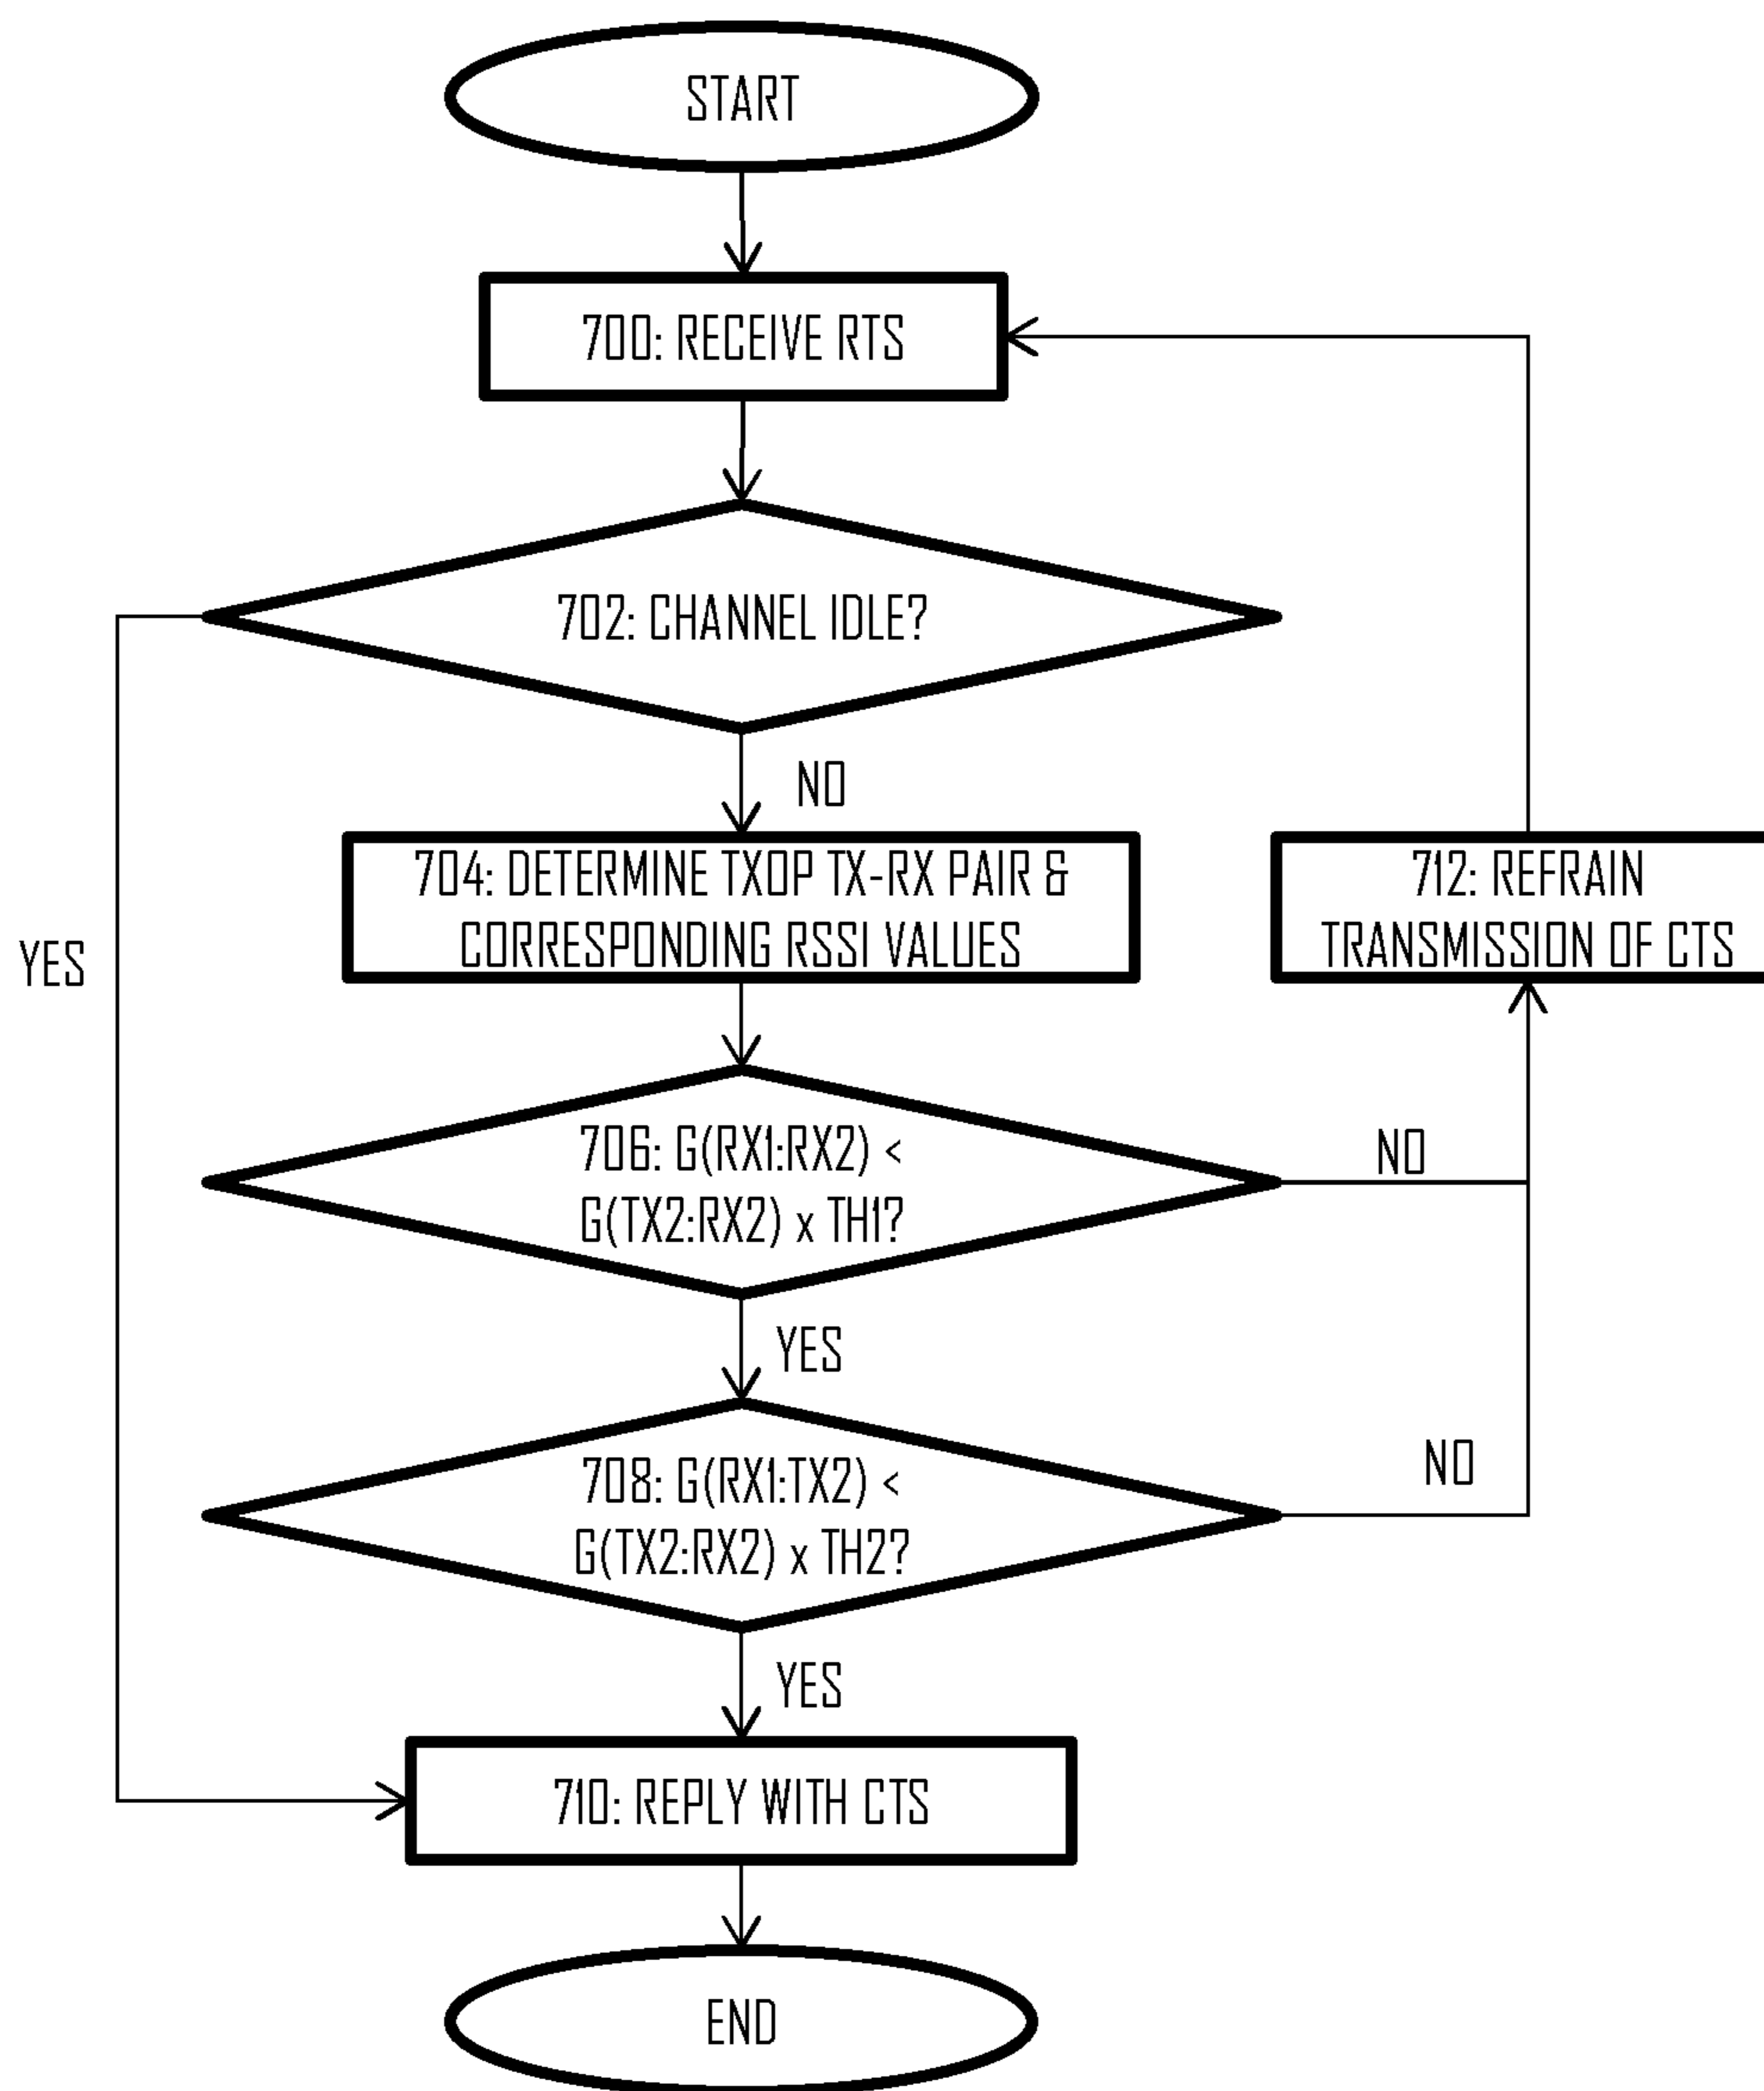 START
700: RECEIVE RTS
702: CHANNEL IDLE?
NO
704: DETERMINE TXOP TX-RX PAIR &
CORRESPONDING RSSI VALUES
712: REFRAIN
TRANSMISSION OF CTS
YES
706: G(RX1:RX2) <
G(TX2:RX2) x TH1?
NO
YES
708: G(RX1:TX2) <
G(TX2:RX2) x TH2?
NO
YES
710: REPLY WITH CTS
END